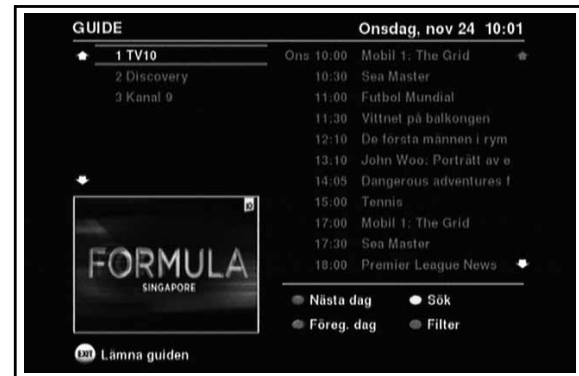 GUIDE
Onsdag, nov 24 10:01
1 TV10
2 Discovery
3 Kanal 9
Ons 10:00 Mobil 1: The Grid
10:30 Sea Master
11:00 Futbol Mundial
11:30 Vittnet på balkongen
12:10 De första männen i rym
13:10 John Woo: Porträtt av e
14:05 Dangerous adventures f
15:00 Tennis
17:00 Mobil 1: The Grid
17:30 Sea Master
18:00 Premier League News
FORMULA
SINGAPORE
Nästa dag
Sök
Föreg. dag
Filter
EXIT Lämna guiden